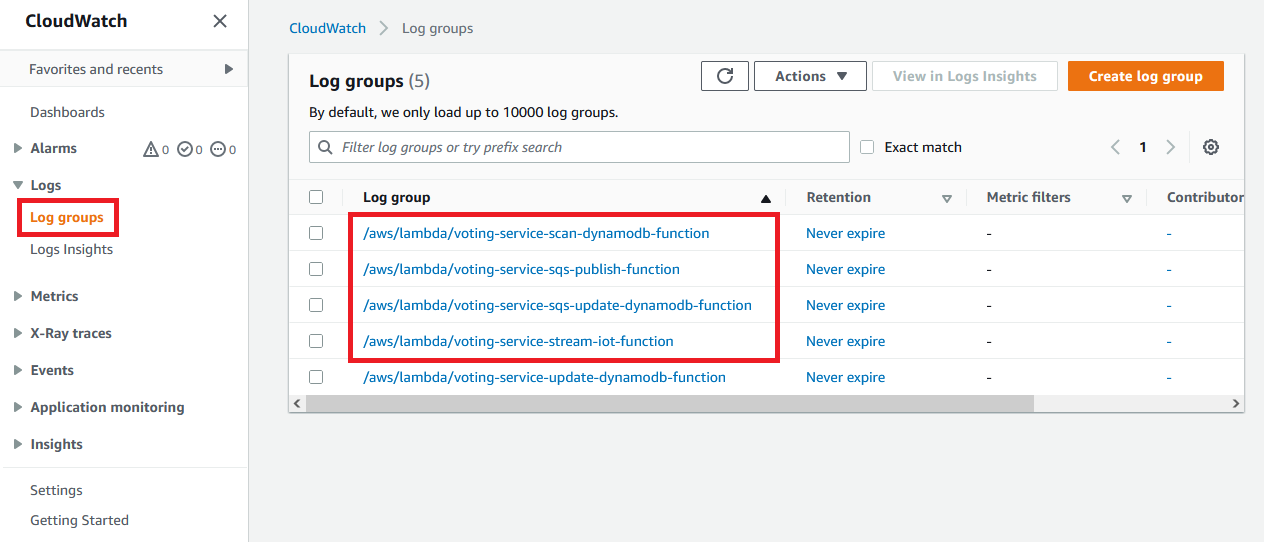 CloudWatch
Favorites and recents
Dashboards
Alarms 0 0 0
Logs
Log groups
Logs Insights
Metrics
X-Ray traces
Events
Application monitoring
Insights
Settings
Getting Started
CloudWatch > Log groups
Log groups (5)
Actions
View in Logs Insights
Create log group
By default, we only load up to 10000 log groups.
Filter log groups or try prefix search
Exact match
1
Log group Retention Metric filters Contributor
/aws/lambda/voting-service-scan-dynamodb-function Never expire - -
/aws/lambda/voting-service-sqs-publish-function Never expire - -
/aws/lambda/voting-service-sqs-update-dynamodb-function Never expire - -
/aws/lambda/voting-service-stream-iot-function Never expire - -
/aws/lambda/voting-service-update-dynamodb-function Never expire - -